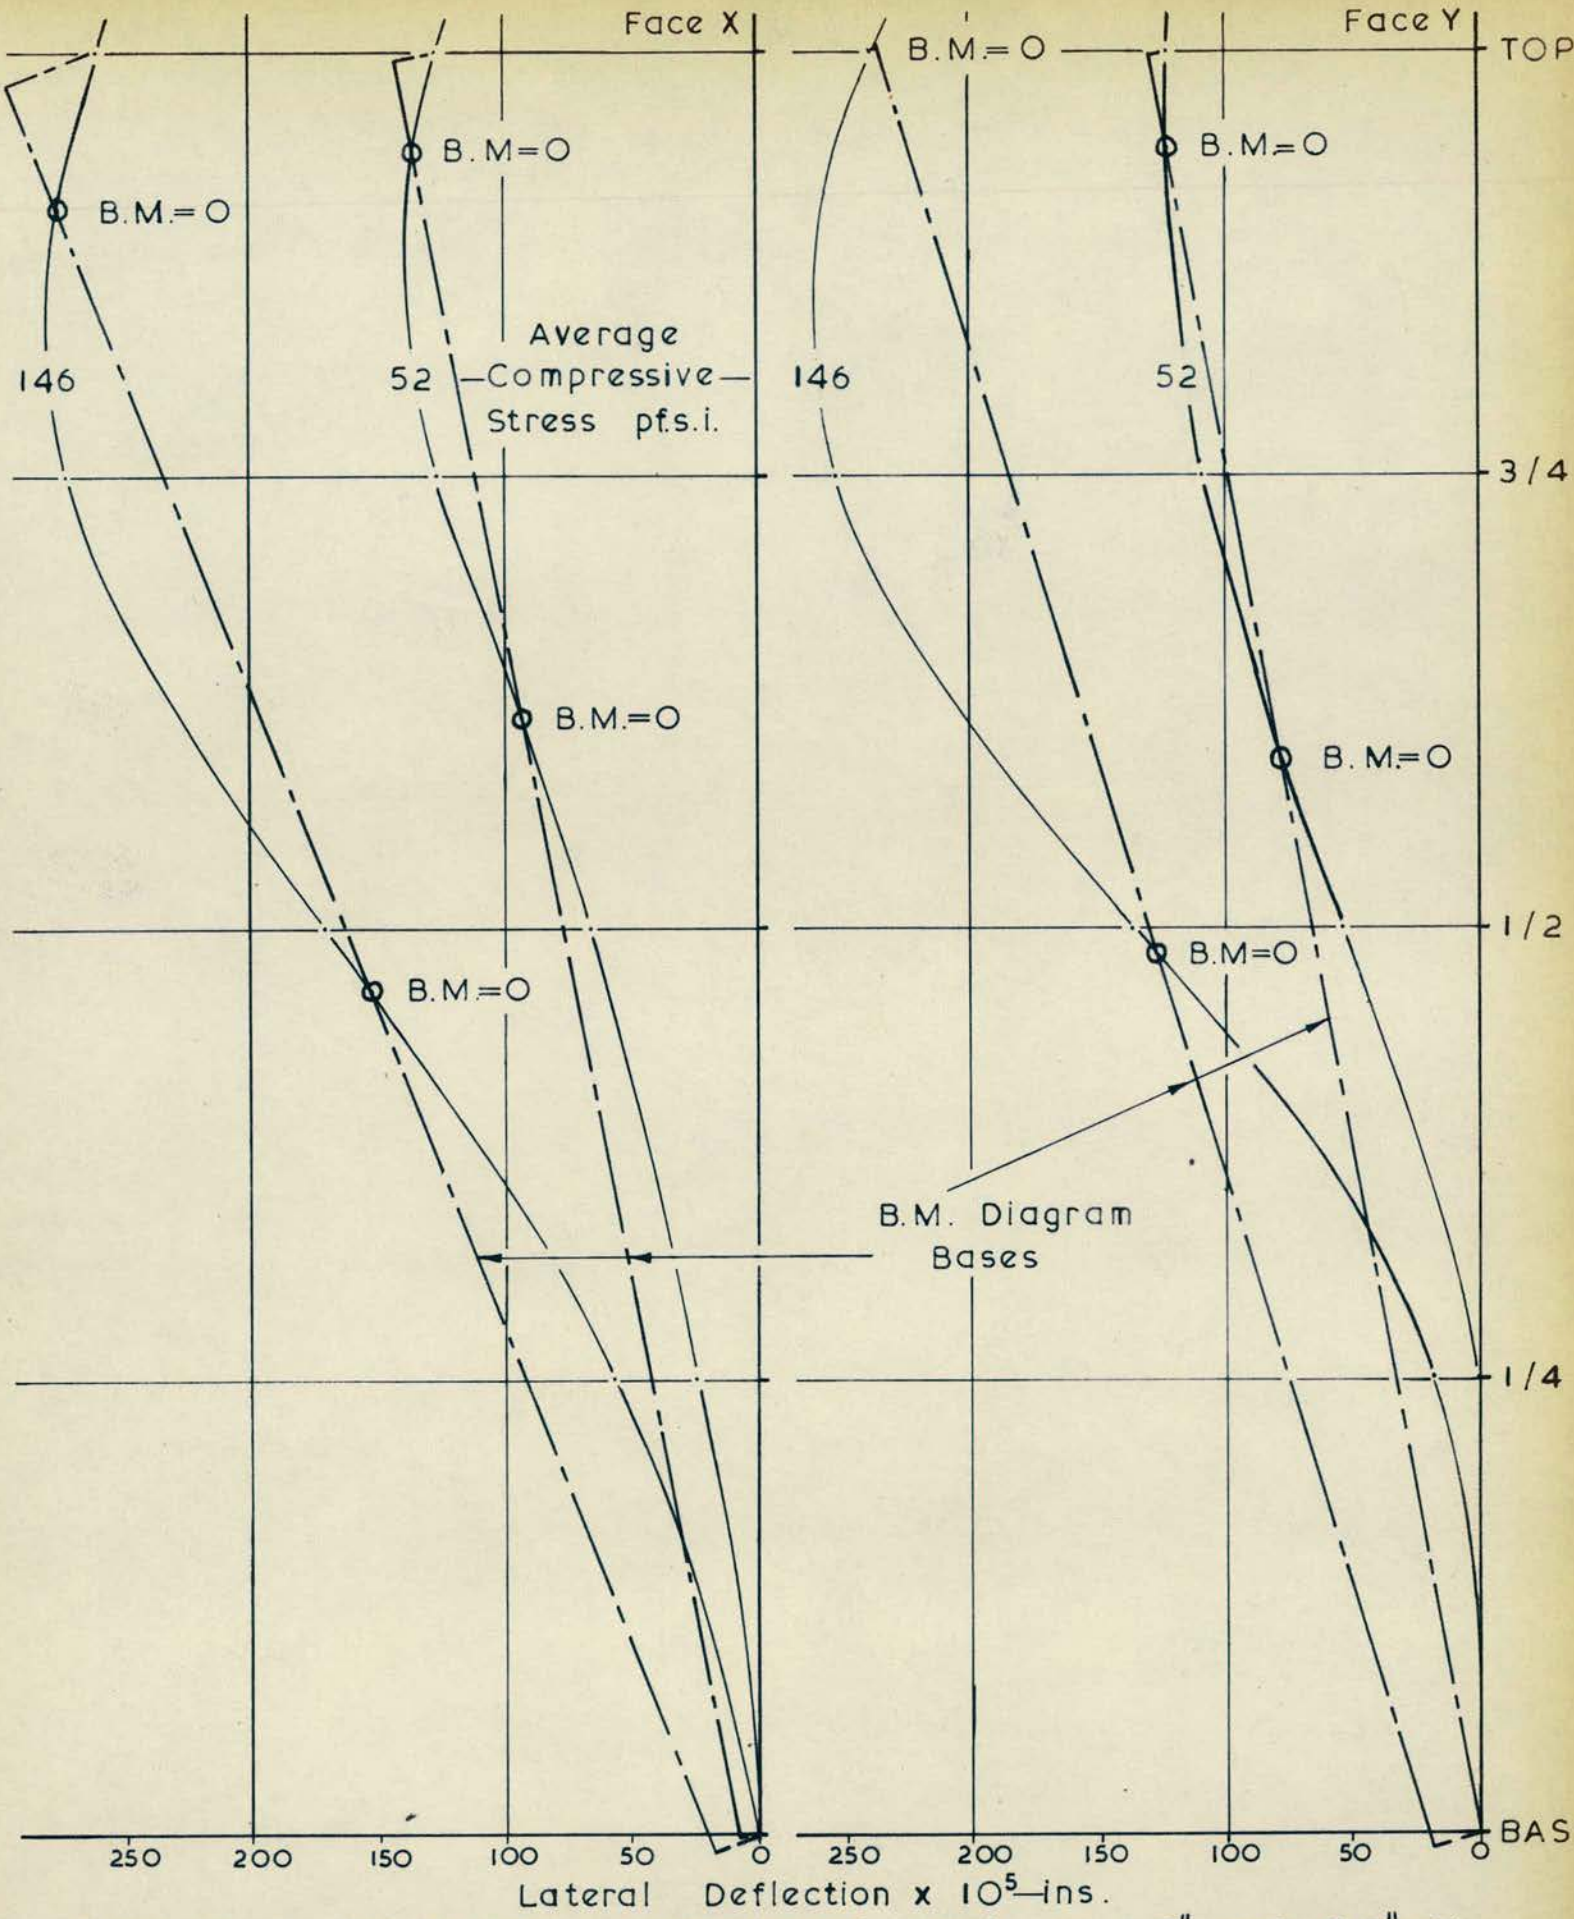 Face X
Face Y
TOP
B.M.=O
B.M=O
B.M.=O
B.M.=O
Average
Compressive
Stress pf.s.i.
146
52
146
52
3/4
B.M.=O
B.M.=O
1/2
B.M=O
B.M.=O
B.M. Diagram
Bases
1/4
BAS
250 200 150 100 50 0
250 200 150 100 50 0
Lateral Deflection x 10⁵—ins.